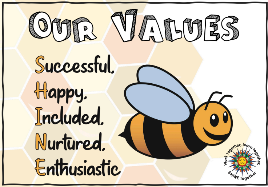 OUR VALUES
Successful,
Happy,
Included,
Nurtured,
Enthusiastic